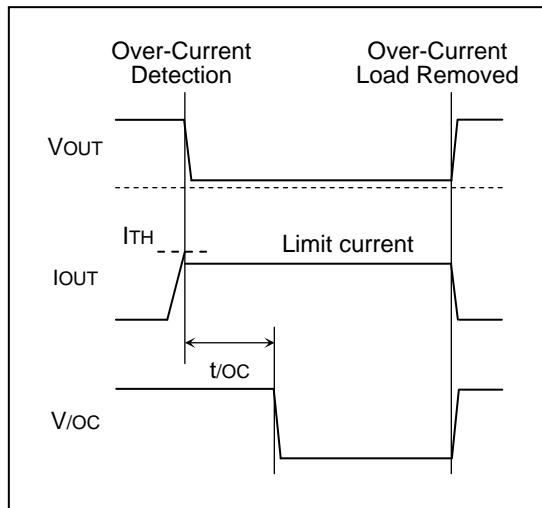 Over-Current
Detection
Over-Current
Load Removed
VOUT
ITH
Limit current
IOUT
t/OC
V/OC